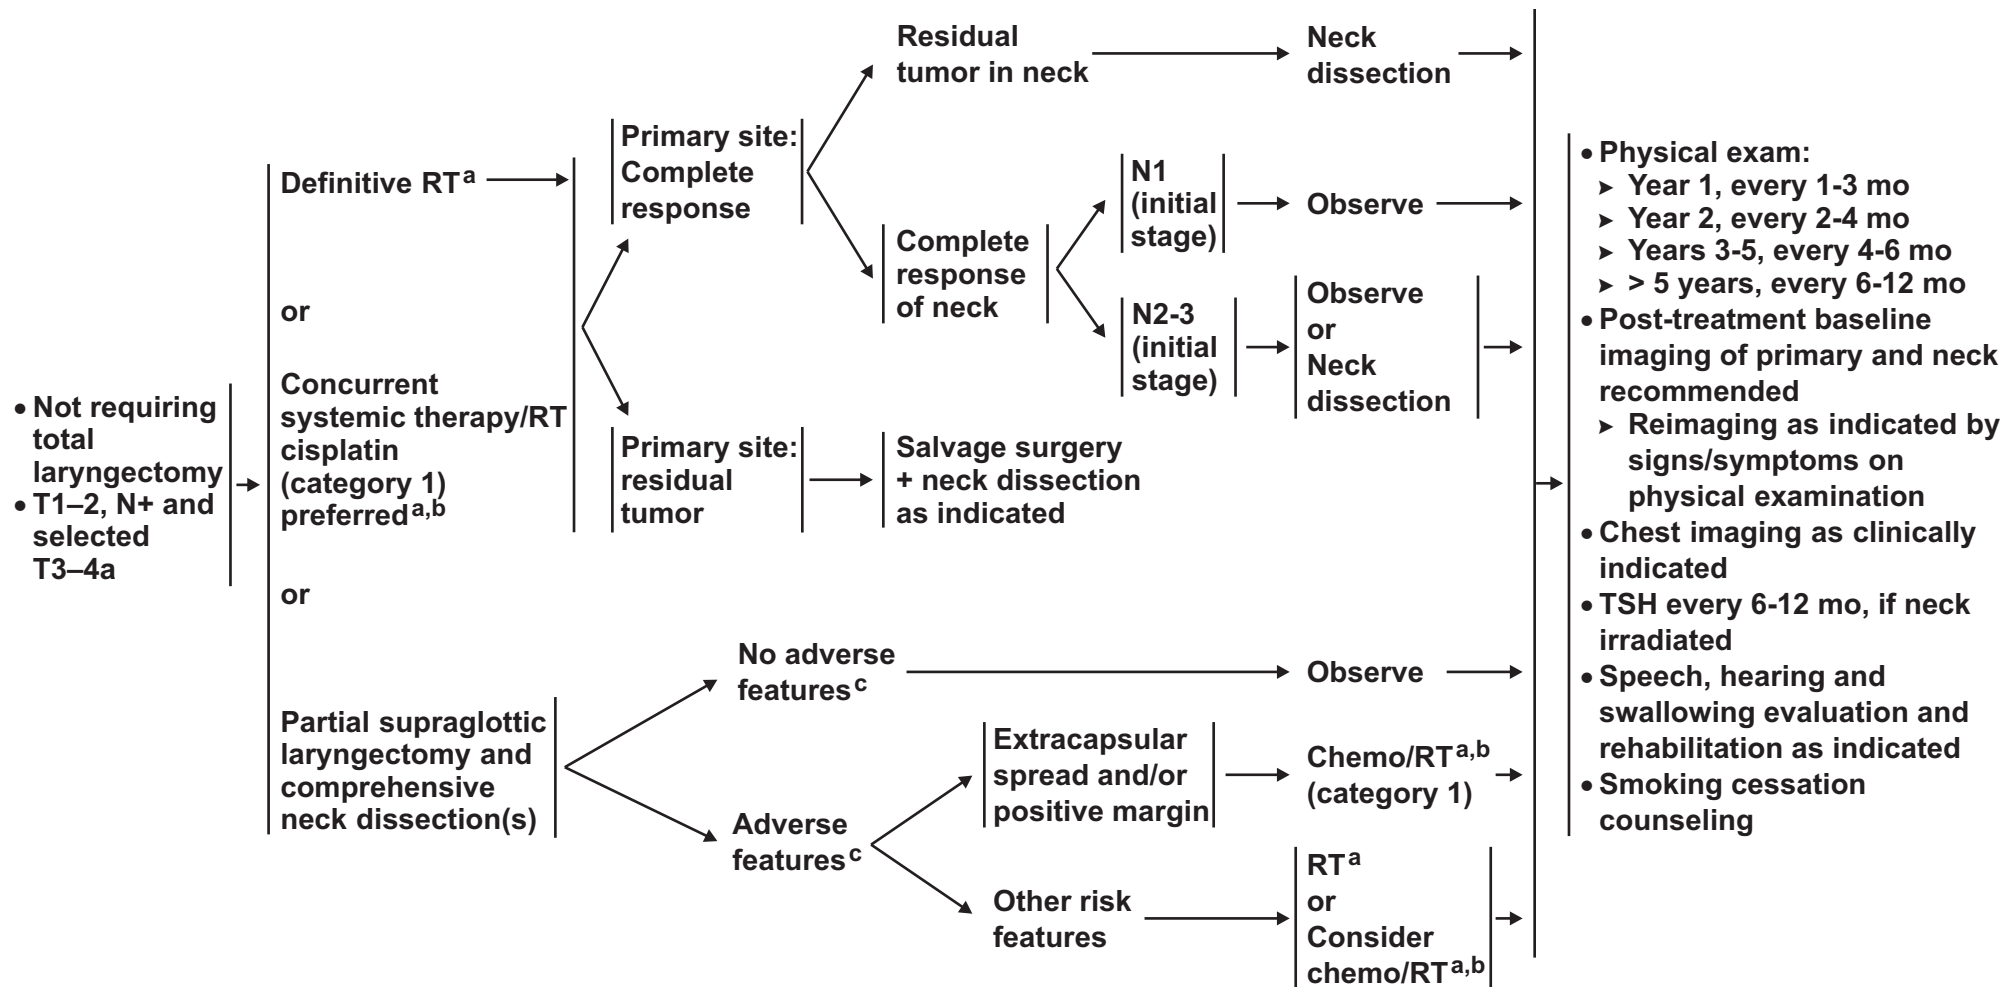 • Not requiring
total
laryngectomy
• T1–2, N+ and
selected
T3–4a
Definitive RTa
or
Concurrent
systemic therapy/RT
cisplatin
(category 1)
preferreda,b
or
Partial supraglottic
laryngectomy and
comprehensive
neck dissection(s)
Primary site:
Complete
response
Primary site:
residual
tumor
Residual
tumor in neck
Complete
response
of neck
N1
(initial
stage)
N2-3
(initial
stage)
Neck
dissection
Observe
Observe
or
Neck
dissection
Salvage surgery
+ neck dissection
as indicated
No adverse
featuresc
Observe
Adverse
featuresc
Extracapsular
spread and/or
positive margin
Chemo/RTa,b
(category 1)
Other risk
features
RTa
or
Consider
chemo/RTa,b
• Physical exam:
➤ Year 1, every 1-3 mo
➤ Year 2, every 2-4 mo
➤ Years 3-5, every 4-6 mo
➤ > 5 years, every 6-12 mo
• Post-treatment baseline
imaging of primary and neck
recommended
➤ Reimaging as indicated by
signs/symptoms on
physical examination
• Chest imaging as clinically
indicated
• TSH every 6-12 mo, if neck
irradiated
• Speech, hearing and
swallowing evaluation and
rehabilitation as indicated
• Smoking cessation
counseling